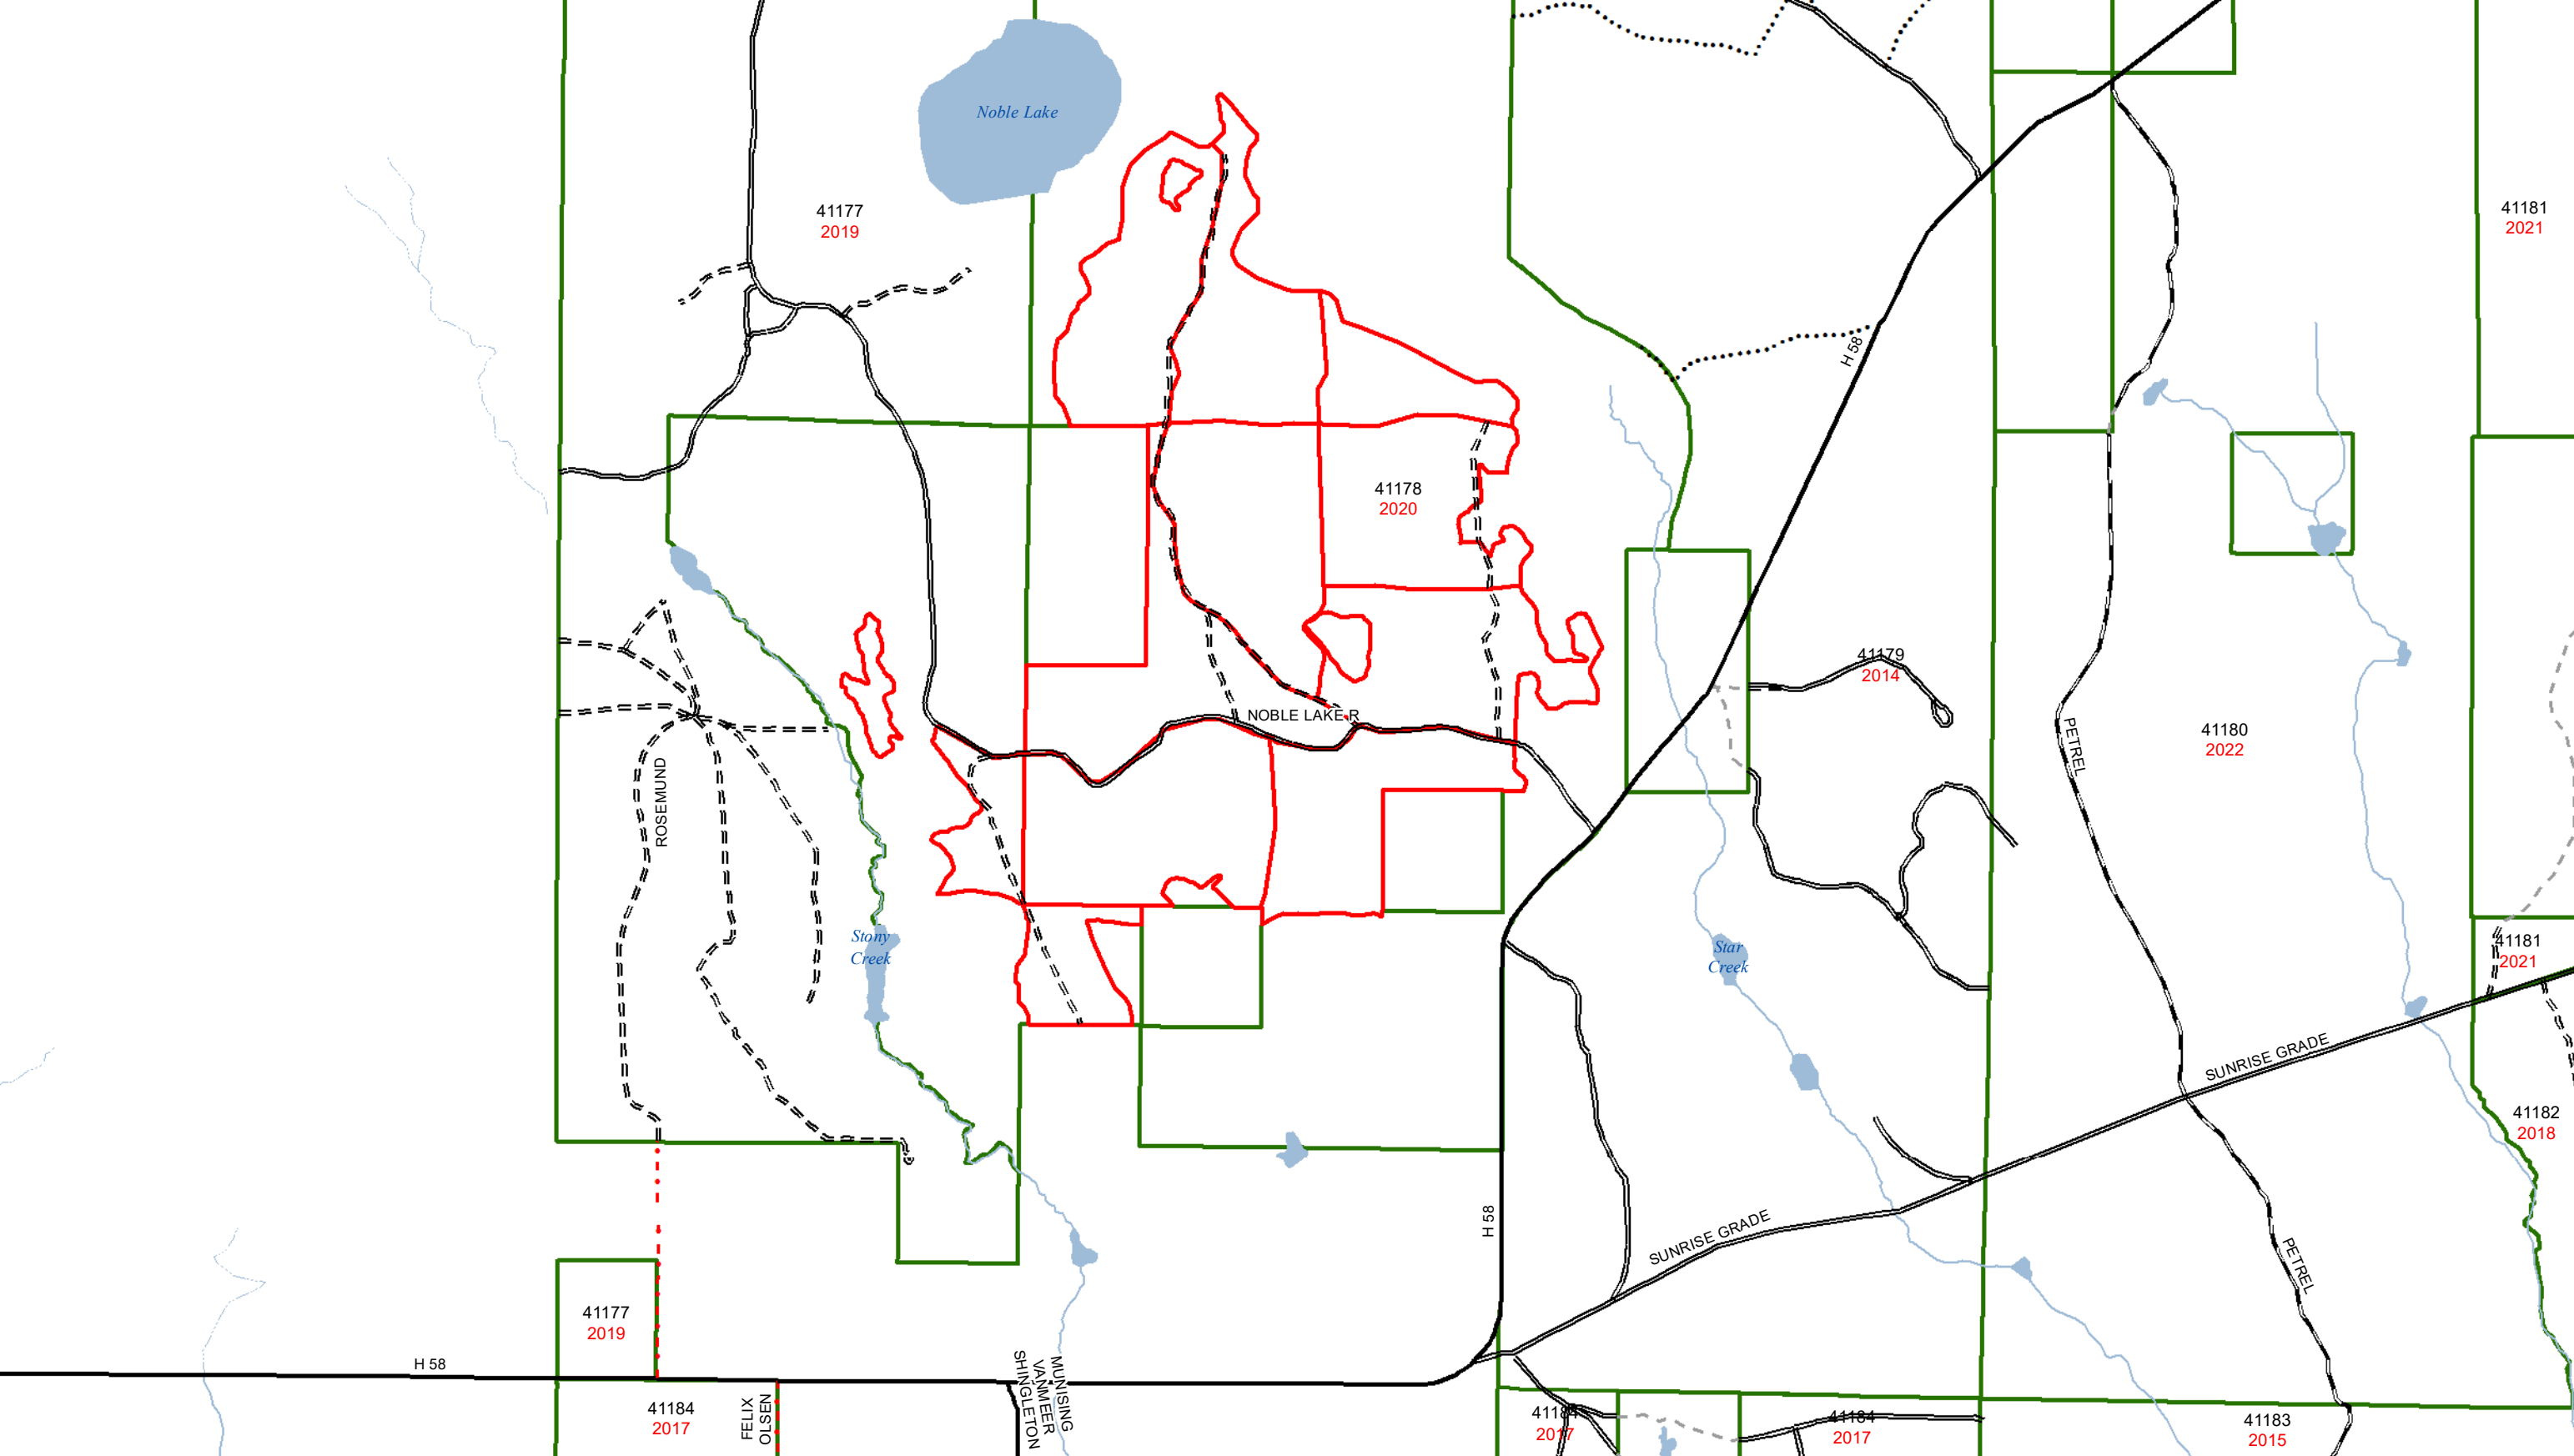 Noble Lake
41177
2019
41181
2021
H 58
41178
2020
41179
2014
NOBLE LAKE R
41180
2022
PETREL
ROSEMUND
Stony
Creek
Star
Creek
41181
2021
SUNRISE GRADE
41182
2018
H 58
SUNRISE GRADE
PETREL
41177
2019
H 58
MUNISING
VANMEER
SHINGLETON
41184
2017
FELIX
OLSEN
41184
2017
41184
2017
41183
2015